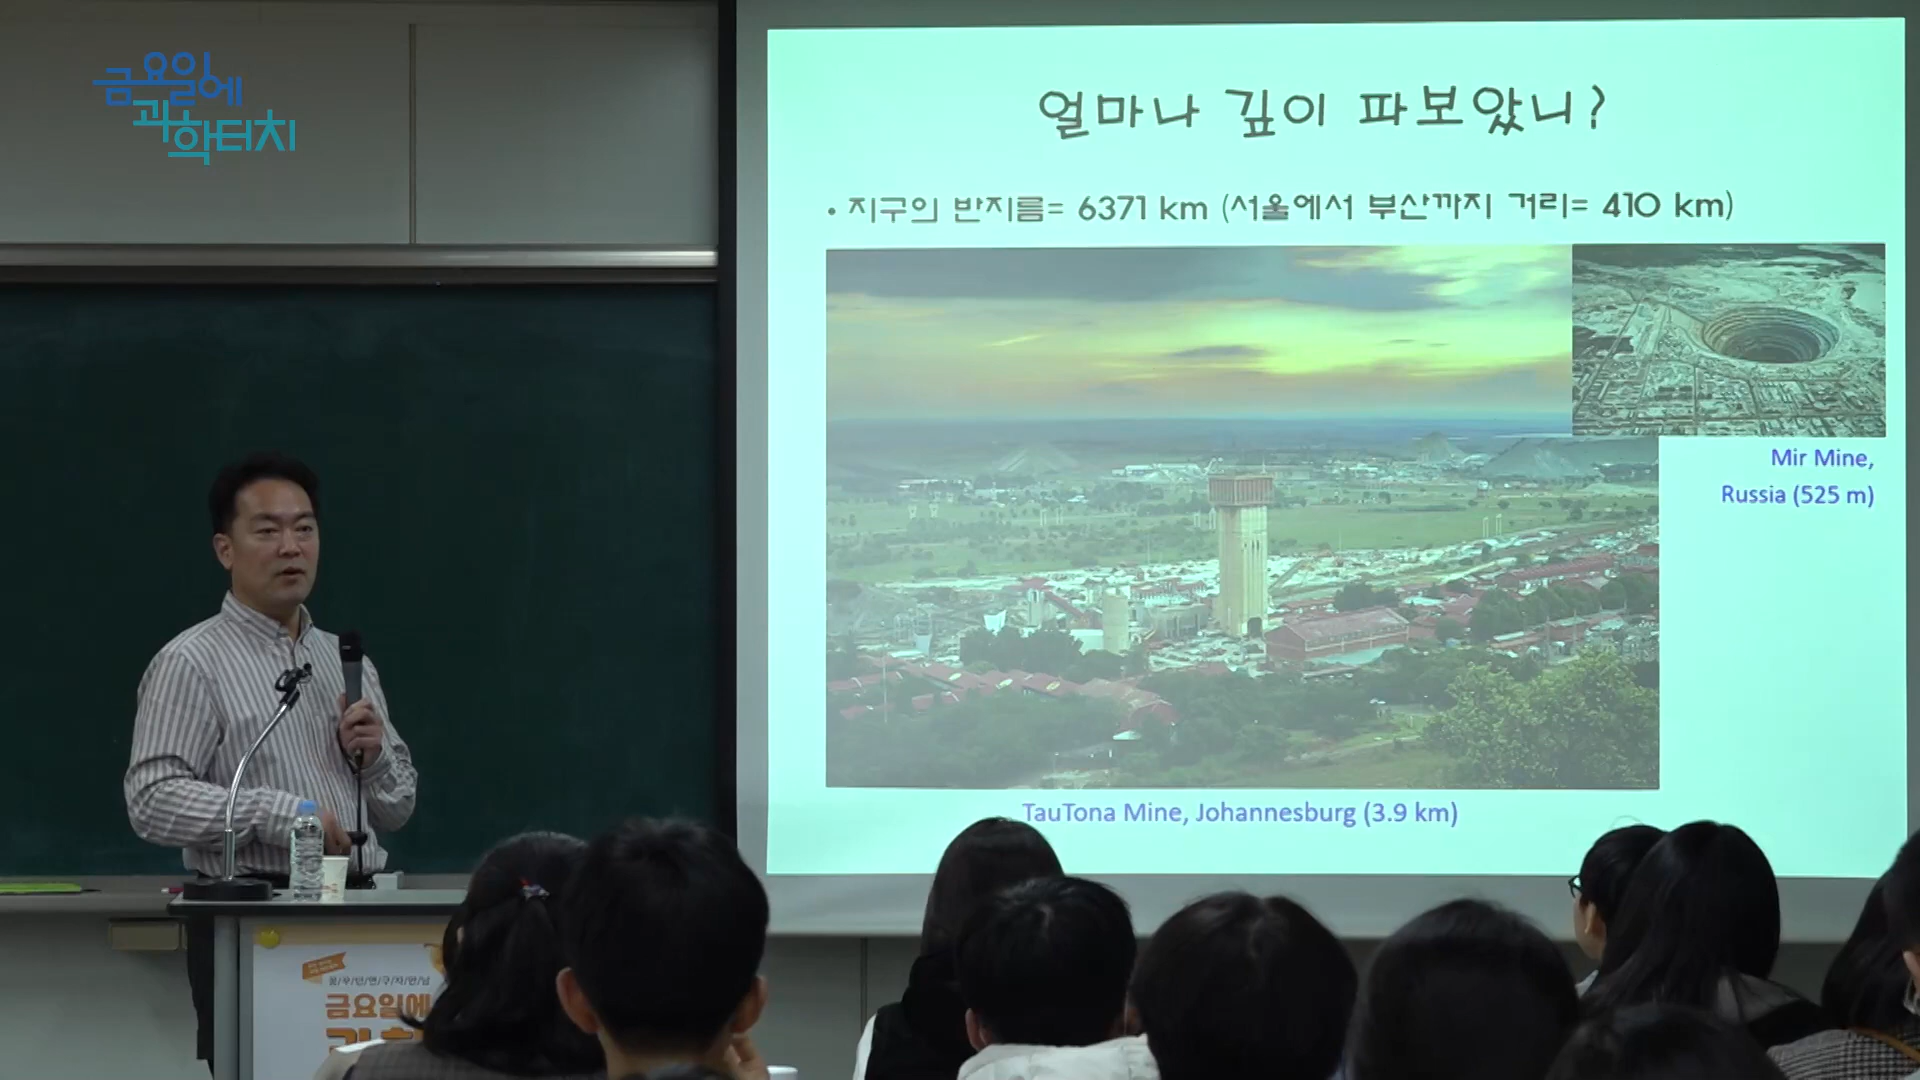 금요일에
과학터치
얼마나 깊이 파보았니?
• 지구의 반지름= 6371 km (서울에서 부산까지 거리= 410 km)
Mir Mine,
Russia (525 m)
TauTona Mine, Johannesburg (3.9 km)
금요일에